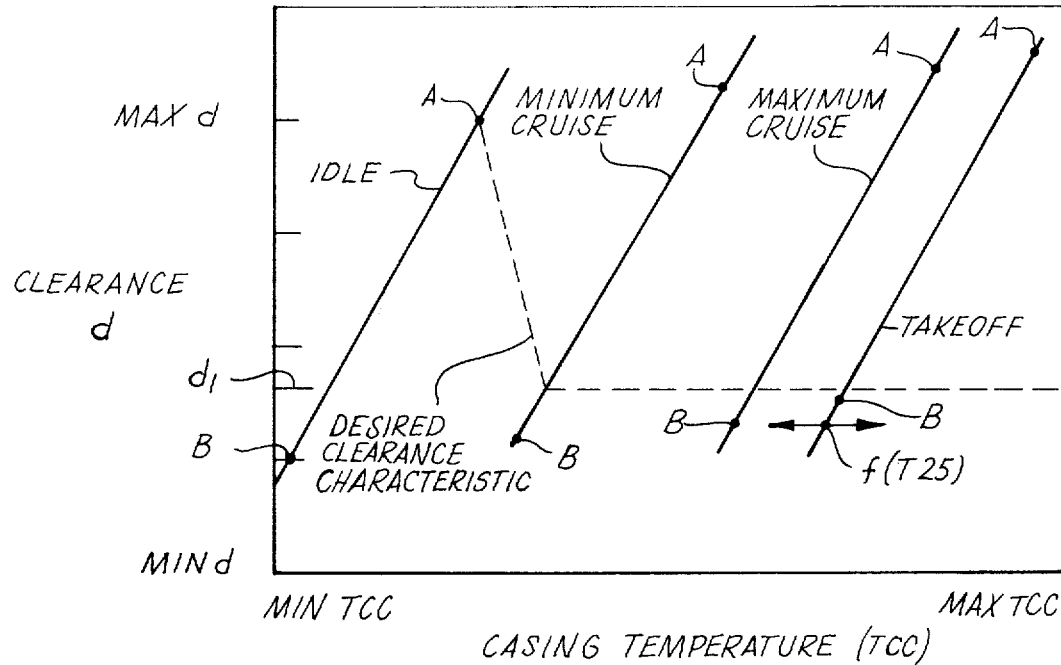 A
A
A
MAX d
A
MINIMUM
CRUISE
MAXIMUM
CRUISE
IDLE
CLEARANCE
d
TAKEOFF
d1
B
B
B
B
DESIRED
CLEARANCE
CHARACTERISTIC
f(T25)
MIN d
MIN TCC
MAX TCC
CASING TEMPERATURE (TCC)